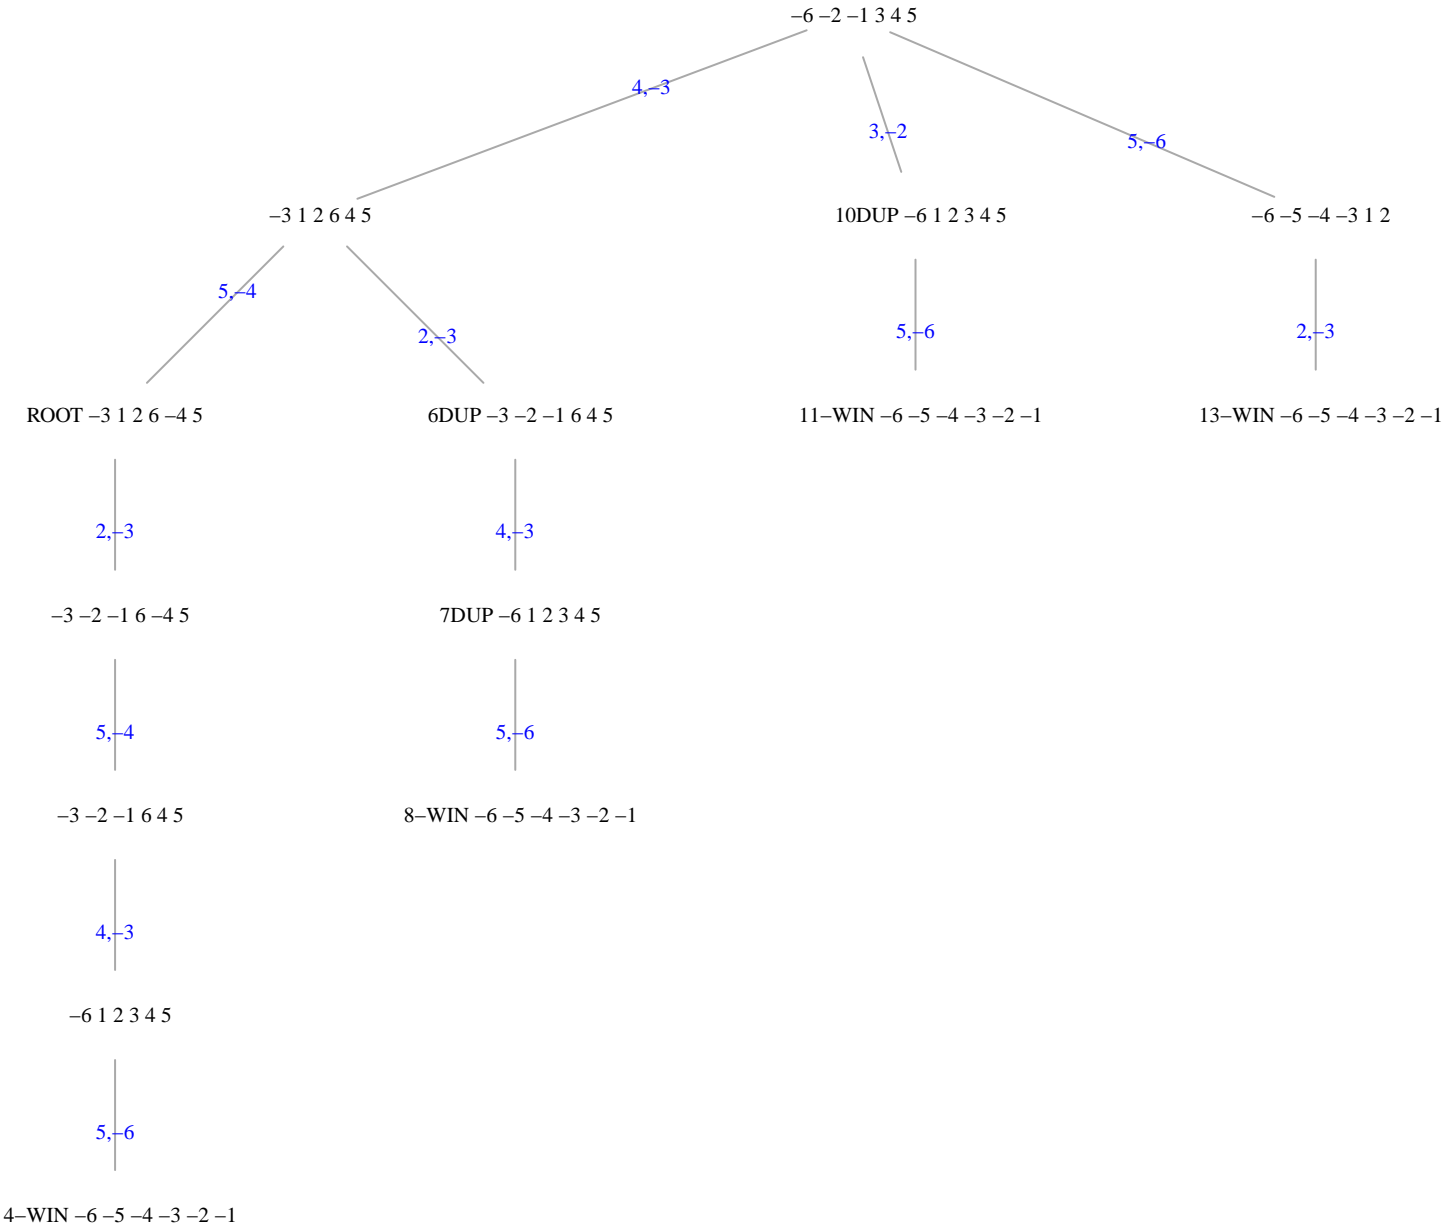 –6 –2 –1 3 4 5
4,–3
3,–2
5,–6
–3 1 2 6 4 5
10DUP –6 1 2 3 4 5
–6 –5 –4 –3 1 2
5,–4
2,–3
5,–6
2,–3
ROOT –3 1 2 6 –4 5
6DUP –3 –2 –1 6 4 5
11–WIN –6 –5 –4 –3 –2 –1
13–WIN –6 –5 –4 –3 –2 –1
2,–3
4,–3
–3 –2 –1 6 –4 5
7DUP –6 1 2 3 4 5
5,–4
5,–6
–3 –2 –1 6 4 5
8–WIN –6 –5 –4 –3 –2 –1
4,–3
–6 1 2 3 4 5
5,–6
4–WIN –6 –5 –4 –3 –2 –1